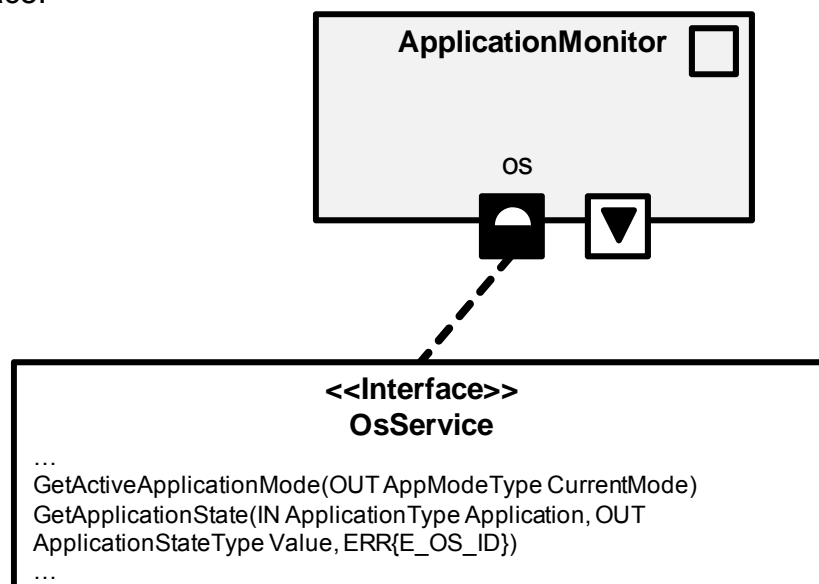 ApplicationMonitor
os
<<Interface>>
OsService
…
GetActiveApplicationMode(OUT AppModeType CurrentMode)
GetApplicationState(IN ApplicationType Application, OUT
ApplicationStateType Value, ERR{E_OS_ID})
…